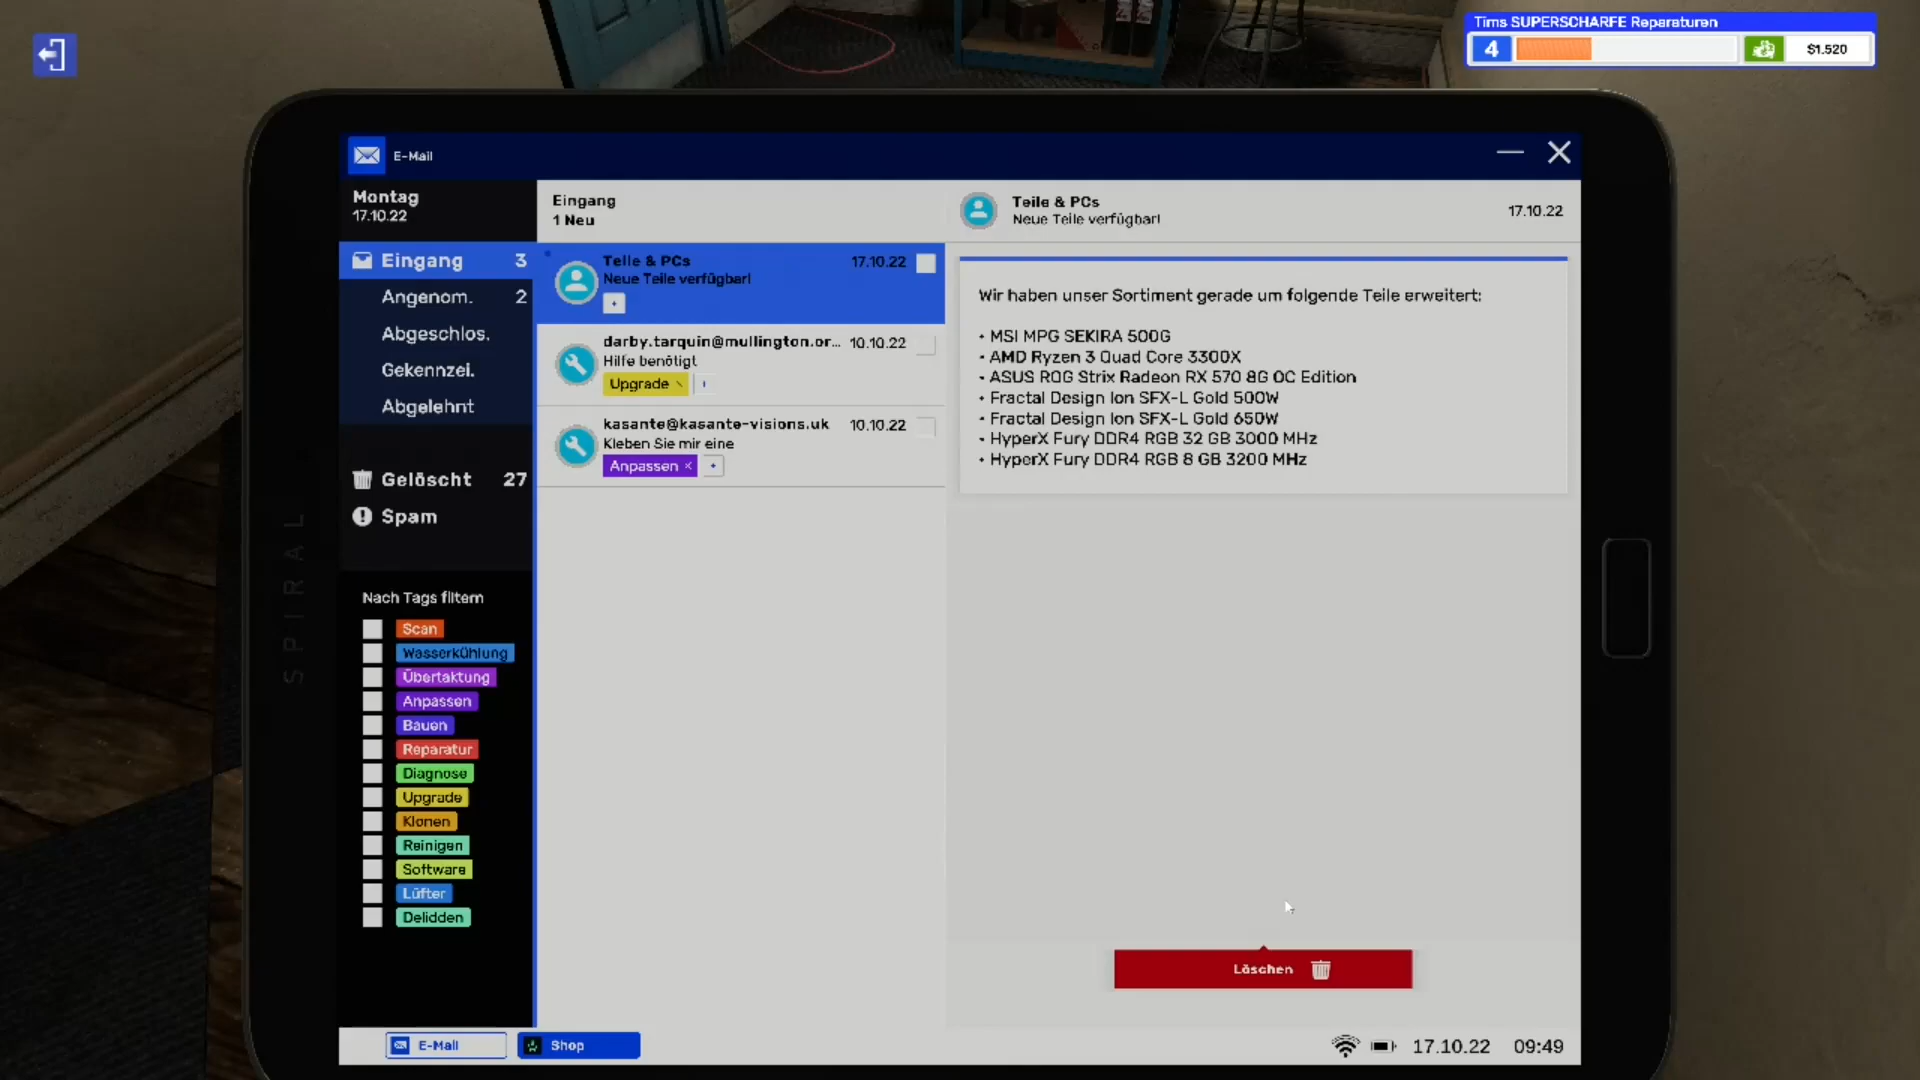 Tims SUPERSCHARFE Reparaturen
4
$1.520
E-Mail
Montag
17.10.22
Eingang 3
Angenom. 2
Abgeschlos.
Gekennzei.
Abgelehnt
Gelöscht 27
Spam
Nach Tags filtern
Scan
Wasserkühlung
Übertaktung
Anpassen
Bauen
Reparatur
Diagnose
Upgrade
Klonen
Reinigen
Software
Lüfter
Delidden
Eingang
1 Neu
Teile & PCs 17.10.22
Neue Teile verfügbar!
+
darby.tarquin@mullington.or... 10.10.22
Hilfe benötigt
Upgrade ×
kasante@kasante-visions.uk 10.10.22
Kleben Sie mir eine
Anpassen × +
Teile & PCs
Neue Teile verfügbar!
17.10.22
Wir haben unser Sortiment gerade um folgende Teile erweitert:
• MSI MPG SEKIRA 500G
• AMD Ryzen 3 Quad Core 3300X
• ASUS ROG Strix Radeon RX 570 8G OC Edition
• Fractal Design Ion SFX-L Gold 500W
• Fractal Design Ion SFX-L Gold 650W
• HyperX Fury DDR4 RGB 32 GB 3000 MHz
• HyperX Fury DDR4 RGB 8 GB 3200 MHz
Löschen
E-Mail
Shop
17.10.22 09:49
SPIRAL